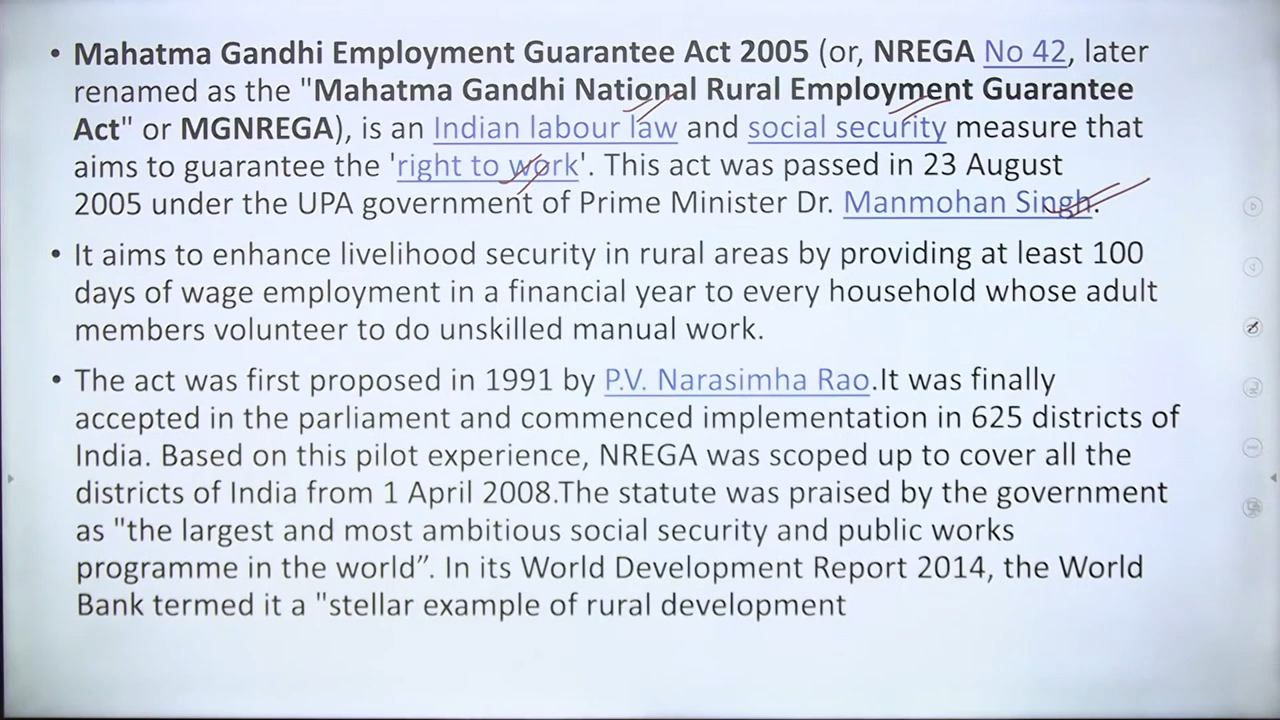 • Mahatma Gandhi Employment Guarantee Act 2005 (or, NREGA No 42, later
renamed as the "Mahatma Gandhi National Rural Employment Guarantee
Act" or MGNREGA), is an Indian labour law and social security measure that
aims to guarantee the 'right to work'. This act was passed in 23 August
2005 under the UPA government of Prime Minister Dr. Manmohan Singh.
• It aims to enhance livelihood security in rural areas by providing at least 100
days of wage employment in a financial year to every household whose adult
members volunteer to do unskilled manual work.
• The act was first proposed in 1991 by P.V. Narasimha Rao.It was finally
accepted in the parliament and commenced implementation in 625 districts of
India. Based on this pilot experience, NREGA was scoped up to cover all the
districts of India from 1 April 2008.The statute was praised by the government
as "the largest and most ambitious social security and public works
programme in the world”. In its World Development Report 2014, the World
Bank termed it a "stellar example of rural development